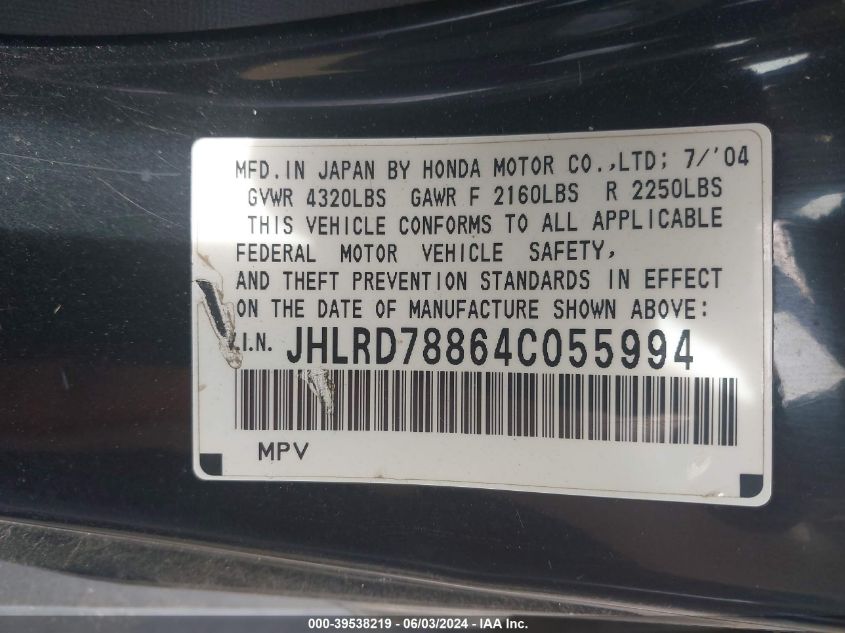 MFD.IN JAPAN BY HONDA MOTOR CO.,LTD; 7/'04
GVWR 4320LBS GAWR F 2160LBS R 2250LBS
THIS VEHICLE CONFORMS TO ALL APPLICABLE
FEDERAL MOTOR VEHICLE SAFETY,
AND THEFT PREVENTION STANDARDS IN EFFECT
ON THE DATE OF MANUFACTURE SHOWN ABOVE:
V.I.N. JHLRD78864C055994
MPV
000-39538219 - 06/03/2024 - IAA Inc.